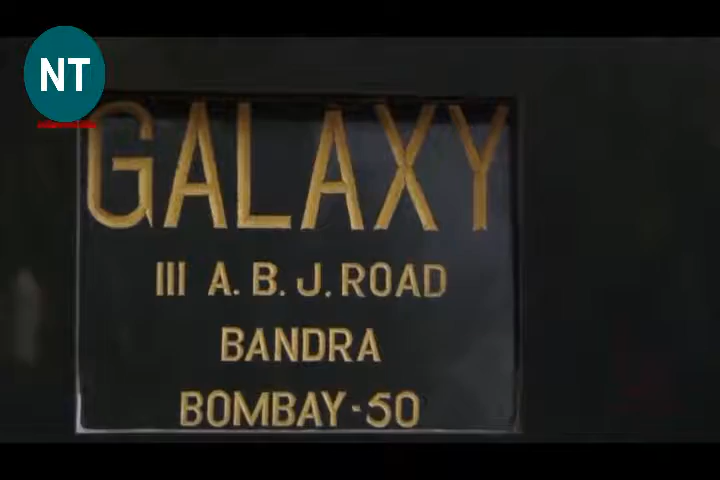 NT
GALAXY
III A. B. J. ROAD
BANDRA
BOMBAY-50